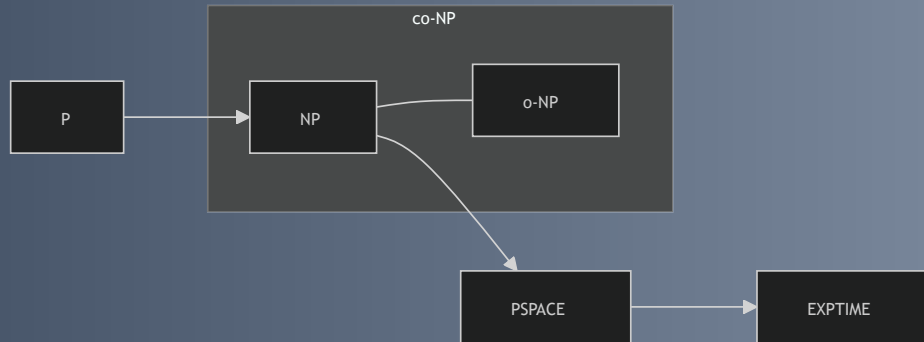 co-NP
P
NP
o-NP
PSPACE
EXPTIME